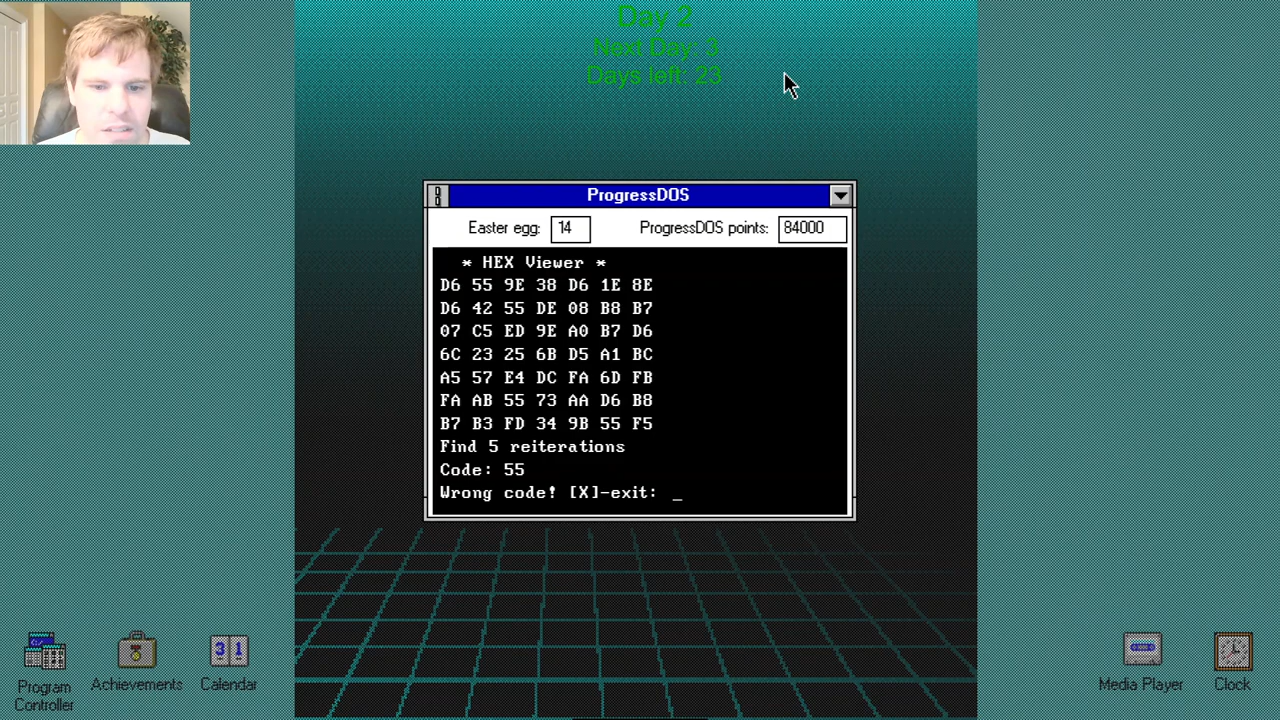 Day 2
Next Day: 3
Days left: 23
ProgressDOS
Easter egg: 14 ProgressDOS points: 84000
* HEX Viewer *
D6 55 9E 38 D6 1E 8E
D6 42 55 DE 08 B8 B7
07 C5 ED 9E A0 B7 D6
6C 23 25 6B D5 A1 BC
A5 57 E4 DC FA 6D FB
FA AB 55 73 AA D6 B8
B7 B3 FD 34 9B 55 F5
Find 5 reiterations
Code: 55
Wrong code! [X]-exit: _
3 1
Program
Controller
Achievements
Calendar
Media Player
Clock